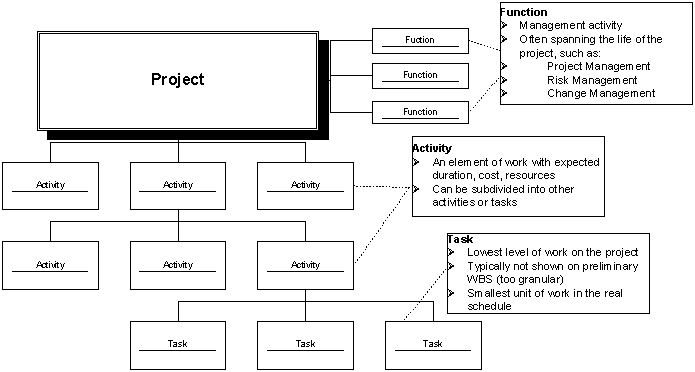 Project
Fuction
Function
Function
Function
➢ Management activity
➢ Often spanning the life of the
project, such as:
➢ Project Management
➢ Risk Management
➢ Change Management
Activity
Activity
Activity
Activity
➢ An element of work with expected
duration, cost, resources
➢ Can be subdivided into other
activities or tasks
Activity
Activity
Activity
Task
➢ Lowest level of work on the project
➢ Typically not shown on preliminary
WBS (too granular)
➢ Smallest unit of work in the real
schedule
Task
Task
Task